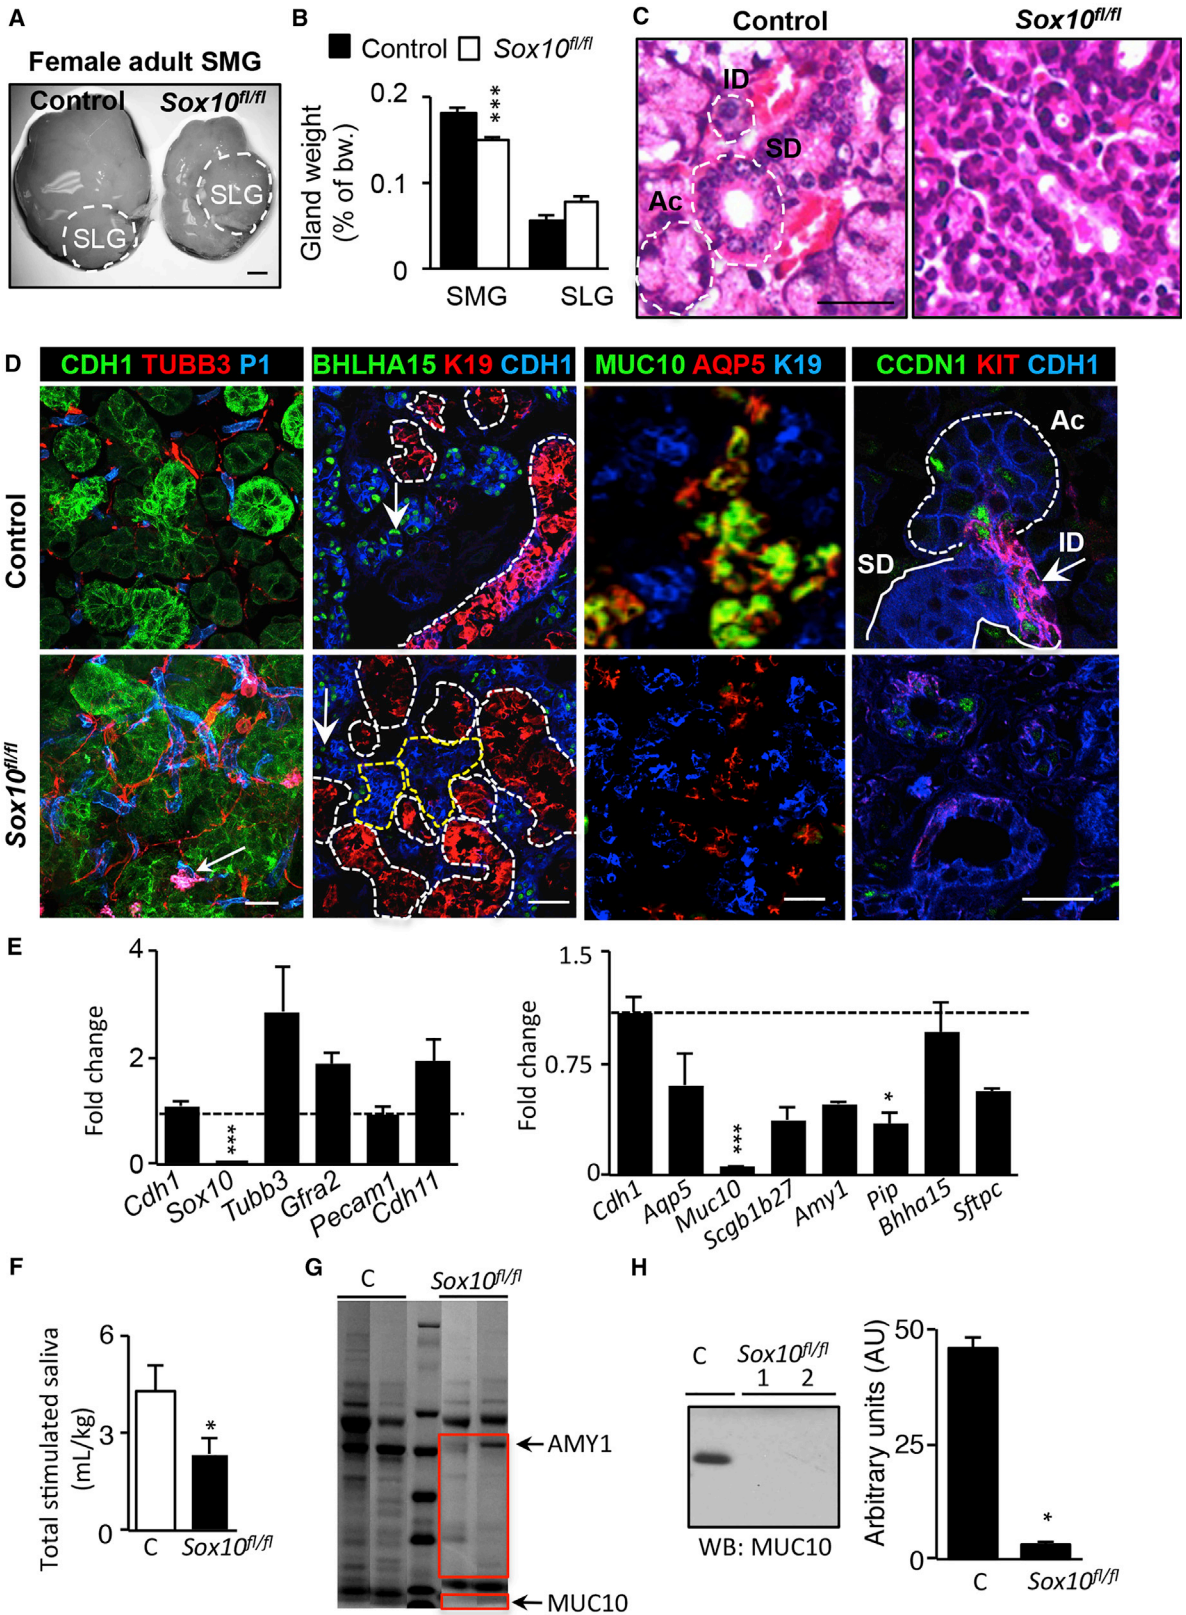 A
Female adult SMG
Control Sox10fl/fl
SLG
SLG
B
Control Sox10fl/fl
Gland weight
(% of bw.)
0.2
0.1
0
***
SMG SLG
C
Control Sox10fl/fl
ID
SD
Ac
D
CDH1 TUBB3 P1
BHLHA15 K19 CDH1
MUC10 AQP5 K19
CCDN1 KIT CDH1
Control
Ac
ID
SD
Sox10fl/fl
E
Fold change
4
2
0
***
Cdh1 Sox10 Tubb3 Gfra2 Pecam1 Cdh11
Fold change
1.5
0.75
0
***
*
Cdh1 Aqp5 Muc10 Scgb1b27 Amy1 Pip Bhha15 Sftpc
F
Total stimulated saliva
(mL/kg)
6
3
0
*
C Sox10fl/fl
G
C Sox10fl/fl
AMY1
MUC10
H
C Sox10fl/fl
1 2
WB: MUC10
Arbitrary units (AU)
50
25
0
*
C Sox10fl/fl